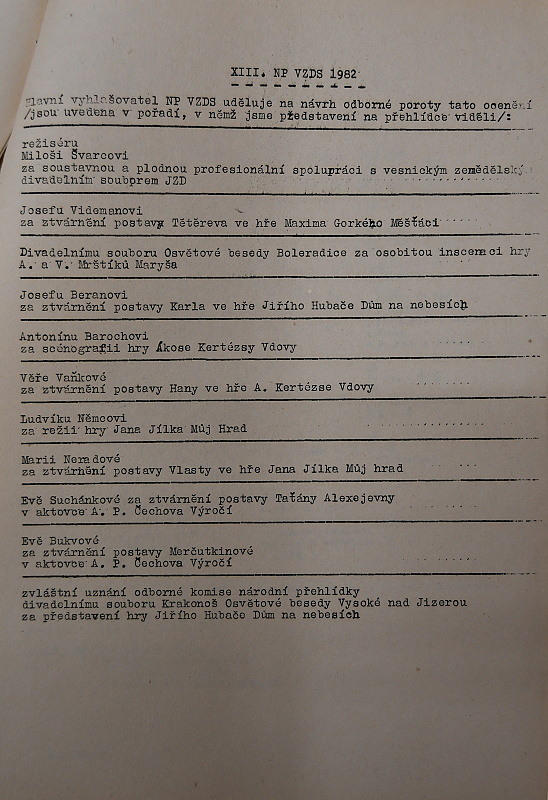 XIII. NP VZDS 1982
Hlavní vyhlašovatel NP VZDS uděluje na návrh odborné poroty tato ocenění
/jsou uvedena v pořadí, v němž jsme představení na přehlídce viděli/:
režiséru
Miloši Švarcovi
za soustavnou a plodnou profesionální spolupráci s vesnickým zemědělským
divadelním souborem JZD
Josefu Videmanovi
za ztvárnění postavy Tětěreva ve hře Maxima Gorkého Měšťáci
Divadelnímu souboru Osvětové besedy Boleradice za osobitou inscenaci hry
A. a V. Mrštíků Maryša
Josefu Beranovi
za ztvárnění postavy Karla ve hře Jiřího Hubače Dům na nebesích
Antonínu Barochovi
za scénografii hry Ákose Kertézsy Vdovy
Věře Vaňkové
za ztvárnění postavy Hany ve hře A. Kertézse Vdovy
Ludvíku Němcovi
za režii hry Jana Jílka Můj Hrad
Marii Neradové
za ztvárnění postavy Vlasty ve hře Jana Jílka Můj hrad
Evě Suchánkové za ztvárnění postavy Taťány Alexejevny
v aktovce A. P. Čechova Výročí
Evě Bukvové
za ztvárnění postavy Merčutkinové
v aktovce A. P. Čechova Výročí
zvláštní uznání odborné komise národní přehlídky
divadelnímu souboru Krakonoš Osvětové besedy Vysoké nad Jizerou
za představení hry Jiřího Hubače Dům na nebesích